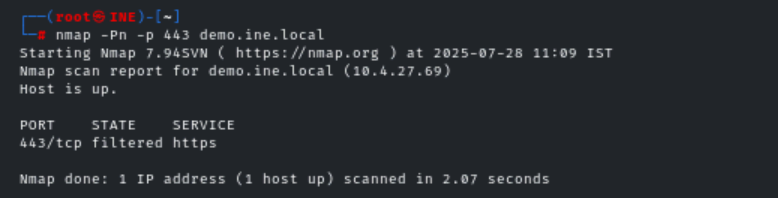 ┌──(root㉿INE)-[~]
└─# nmap -Pn -p 443 demo.ine.local
Starting Nmap 7.94SVN ( https://nmap.org ) at 2025-07-28 11:09 IST
Nmap scan report for demo.ine.local (10.4.27.69)
Host is up.

PORT    STATE    SERVICE
443/tcp filtered https

Nmap done: 1 IP address (1 host up) scanned in 2.07 seconds